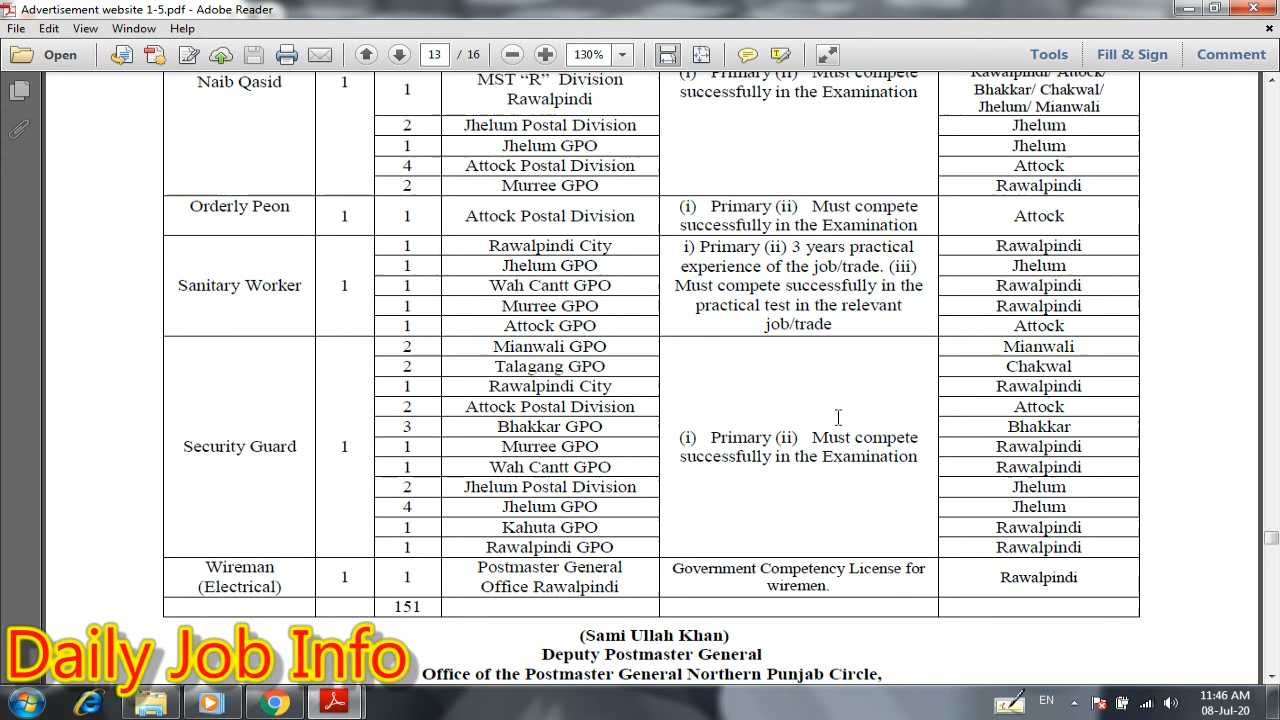 Advertisement website 1-5.pdf - Adobe Reader
File Edit View Window Help
Open 13 / 16 130% Tools Fill & Sign Comment
Naib Qasid 1 1 MST “R” Division Rawalpindi (i) Primary (ii) Must compete successfully in the Examination Rawalpindi/ Attock/ Bhakkar/ Chakwal/ Jhelum/ Mianwali
2 Jhelum Postal Division Jhelum
1 Jhelum GPO Jhelum
4 Attock Postal Division Attock
2 Murree GPO Rawalpindi
Orderly Peon 1 1 Attock Postal Division (i) Primary (ii) Must compete successfully in the Examination Attock
Sanitary Worker 1 i) Primary (ii) 3 years practical experience of the job/trade. (iii) Must compete successfully in the practical test in the relevant job/trade
1 Rawalpindi City Rawalpindi
1 Jhelum GPO Jhelum
1 Wah Cantt GPO Rawalpindi
1 Murree GPO Rawalpindi
1 Attock GPO Attock
Security Guard 1 (i) Primary (ii) Must compete successfully in the Examination
2 Mianwali GPO Mianwali
2 Talagang GPO Chakwal
1 Rawalpindi City Rawalpindi
2 Attock Postal Division Attock
3 Bhakkar GPO Bhakkar
1 Murree GPO Rawalpindi
1 Wah Cantt GPO Rawalpindi
2 Jhelum Postal Division Jhelum
4 Jhelum GPO Jhelum
1 Kahuta GPO Rawalpindi
1 Rawalpindi GPO Rawalpindi
Wireman (Electrical) 1 1 Postmaster General Office Rawalpindi Government Competency License for wiremen. Rawalpindi
151
(Sami Ullah Khan)
Deputy Postmaster General
Office of the Postmaster General Northern Punjab Circle,
Daily Job Info
EN 11:46 AM
08-Jul-20